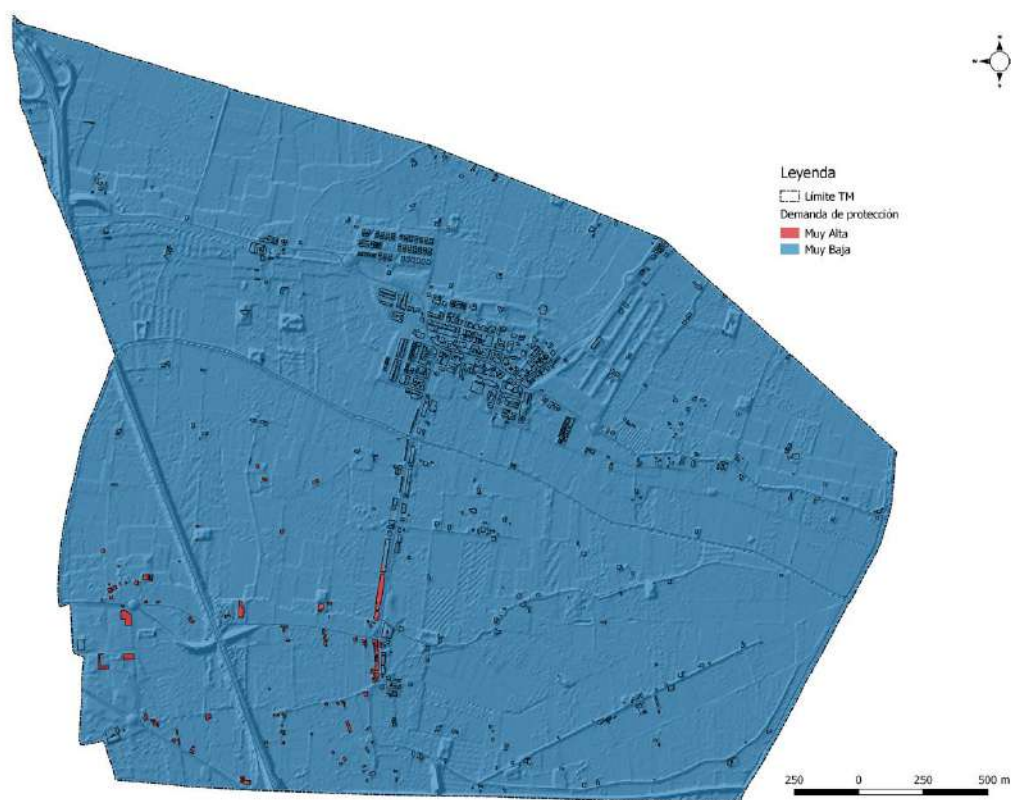 N
W
S
Leyenda
Límite TM
Demanda de protección
Muy Alta
Muy Baja
250 0 250 500 m